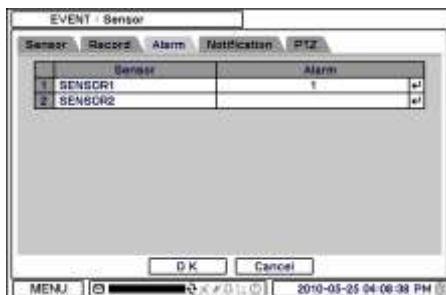 EVENT - Sensor
Sensor Record Alarm Notification PTZ
Sensor Alarm
1 SENSOR1 1
2 SENSOR2
OK Cancel
MENU 2010-05-25 04:08:38 PM